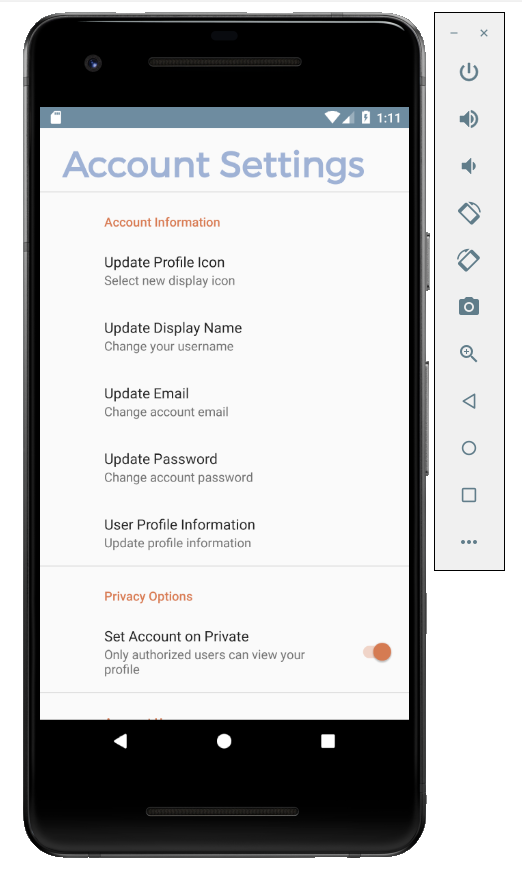 1:11
Account Settings
Account Information
Update Profile Icon
Select new display icon
Update Display Name
Change your username
Update Email
Change account email
Update Password
Change account password
User Profile Information
Update profile information
Privacy Options
Set Account on Private
Only authorized users can view your
profile